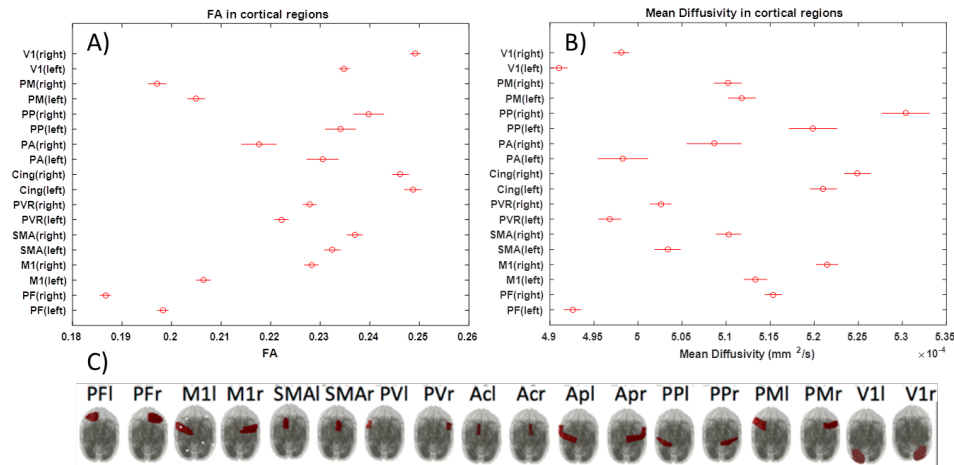 FA in cortical regions
A)
V1(right)
V1(left)
PM(right)
PM(left)
PP(right)
PP(left)
PA(right)
PA(left)
Cing(right)
Cing(left)
PVR(right)
PVR(left)
SMA(right)
SMA(left)
M1(right)
M1(left)
PF(right)
PF(left)
0.18 0.19 0.2 0.21 0.22 0.23 0.24 0.25 0.26
FA
Mean Diffusivity in cortical regions
B)
V1(right)
V1(left)
PM(right)
PM(left)
PP(right)
PP(left)
PA(right)
PA(left)
Cing(right)
Cing(left)
PVR(right)
PVR(left)
SMA(right)
SMA(left)
M1(right)
M1(left)
PF(right)
PF(left)
4.9 4.95 5 5.05 5.1 5.15 5.2 5.25 5.3 5.35
Mean Diffusivity (mm ²/s) × 10⁻⁴
C)
PFl PFr M1l M1r SMAl SMAr PVl PVr Acl Acr Apl Apr PPl PPr PMl PMr V1l V1r